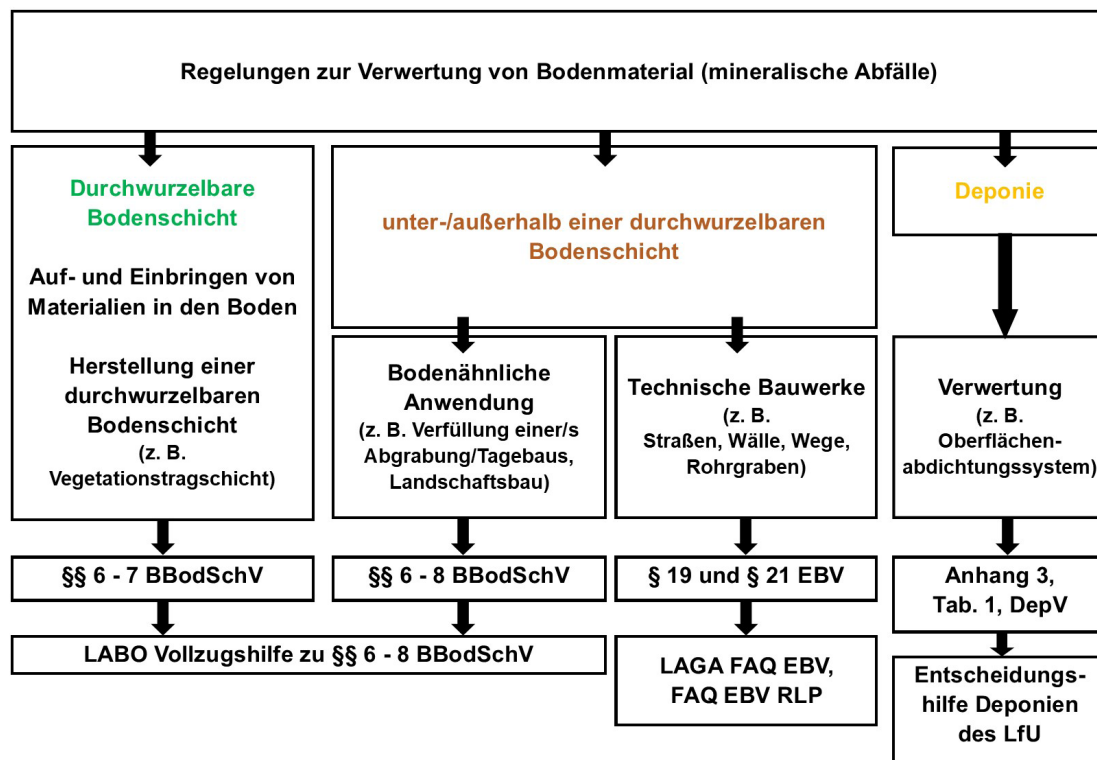 Regelungen zur Verwertung von Bodenmaterial (mineralische Abfälle)
Durchwurzelbare
Bodenschicht
Auf- und Einbringen von
Materialien in den Boden
Herstellung einer
durchwurzelbaren
Bodenschicht
(z. B.
Vegetationstragschicht)
unter-/außerhalb einer durchwurzelbaren
Bodenschicht
Deponie
Bodenähnliche
Anwendung
(z. B. Verfüllung einer/s
Abgrabung/Tagebaus,
Landschaftsbau)
Technische Bauwerke
(z. B.
Straßen, Wälle, Wege,
Rohrgraben)
Verwertung
(z. B.
Oberflächen-
abdichtungssystem)
§§ 6 - 7 BBodSchV
§§ 6 - 8 BBodSchV
§ 19 und § 21 EBV
Anhang 3,
Tab. 1, DepV
LABO Vollzugshilfe zu §§ 6 - 8 BBodSchV
LAGA FAQ EBV,
FAQ EBV RLP
Entscheidungs-
hilfe Deponien
des LfU